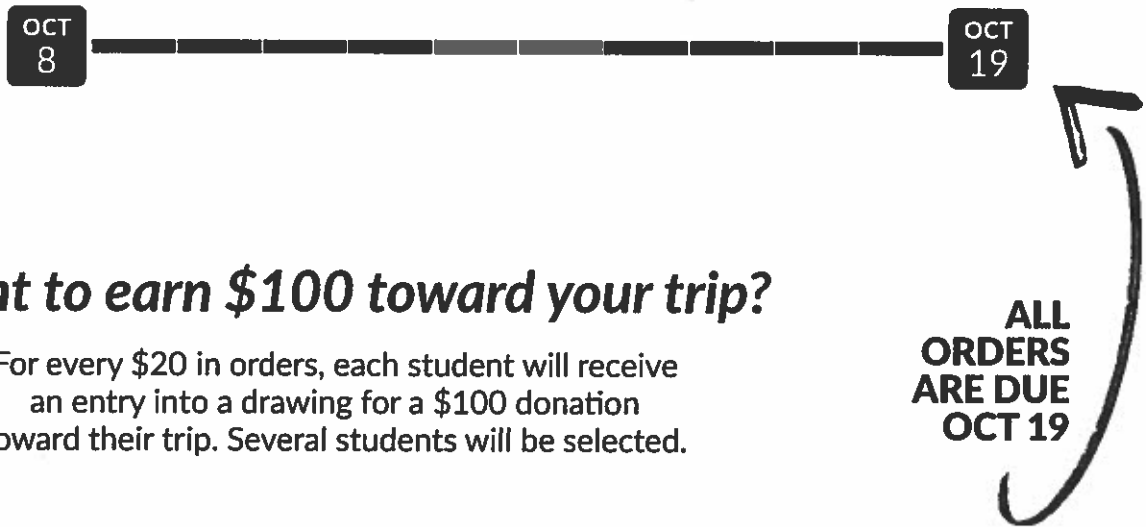 OCT
8
OCT
19
to earn $100 toward your trip?
For every $20 in orders, each student will receive
an entry into a drawing for a $100 donation
toward their trip. Several students will be selected.
ALL
ORDERS
ARE DUE
OCT 19